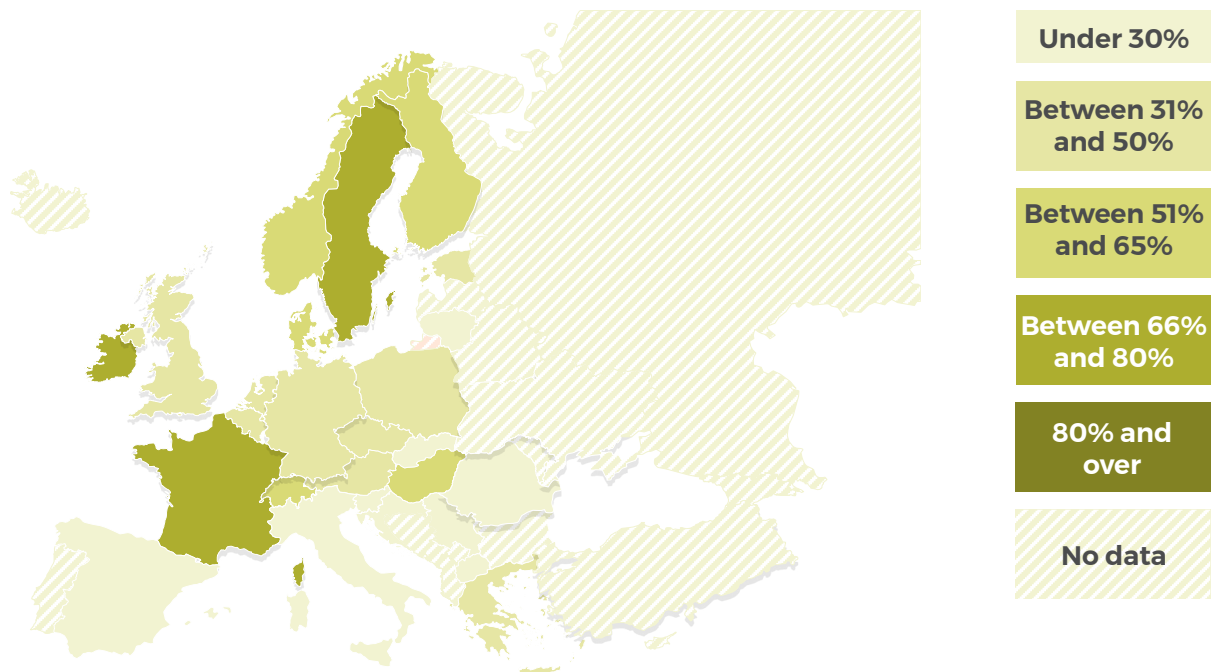 Under 30%
Between 31%
and 50%
Between 51%
and 65%
Between 66%
and 80%
80% and
over
No data